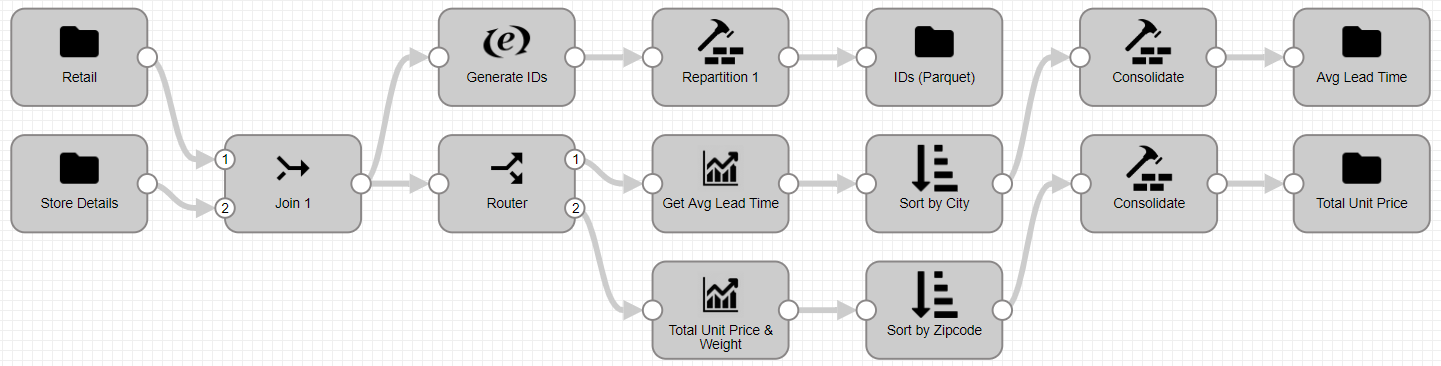 Retail
Generate IDs
Repartition 1
IDs (Parquet)
Consolidate
Avg Lead Time
Store Details
1
2
Join 1
Router
1
2
Get Avg Lead Time
Sort by City
Consolidate
Total Unit Price
Total Unit Price &
Weight
Sort by Zipcode